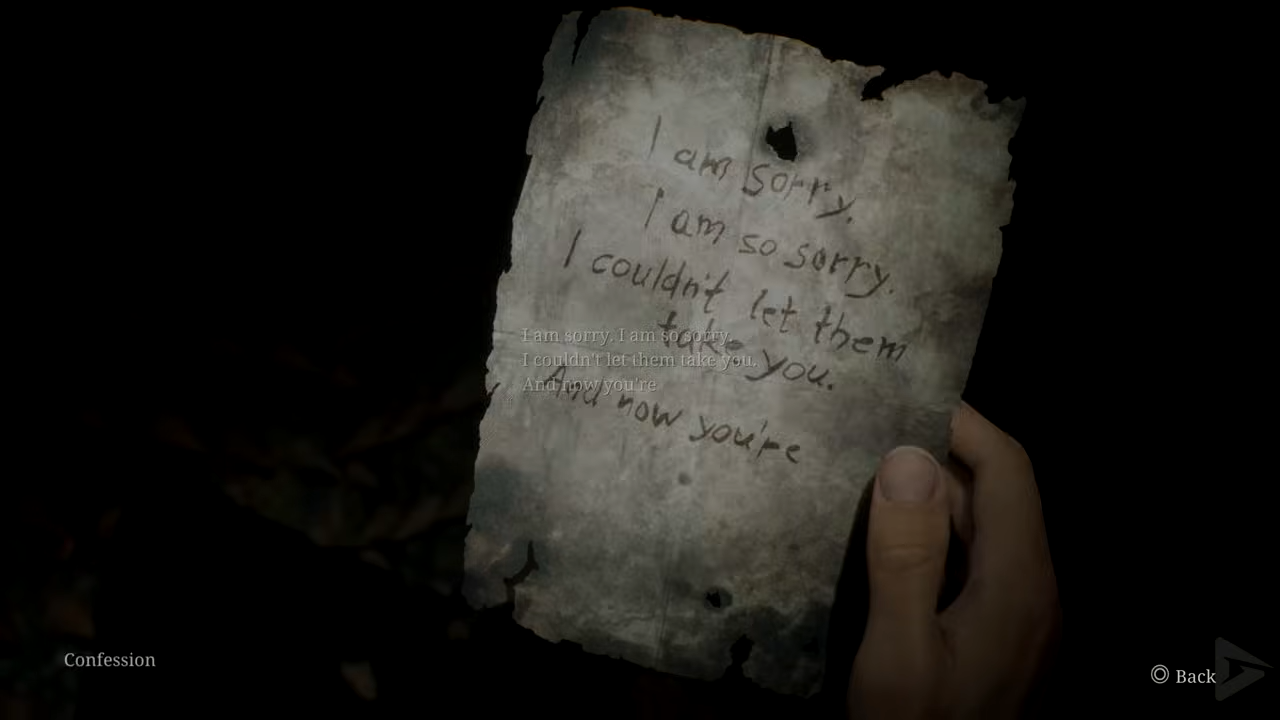 I am sorry.
I am so sorry.
I couldn't let them
take you.
And now you're
I am sorry. I am so sorry.
I couldn't let them take you.
And now you're
Confession
Back